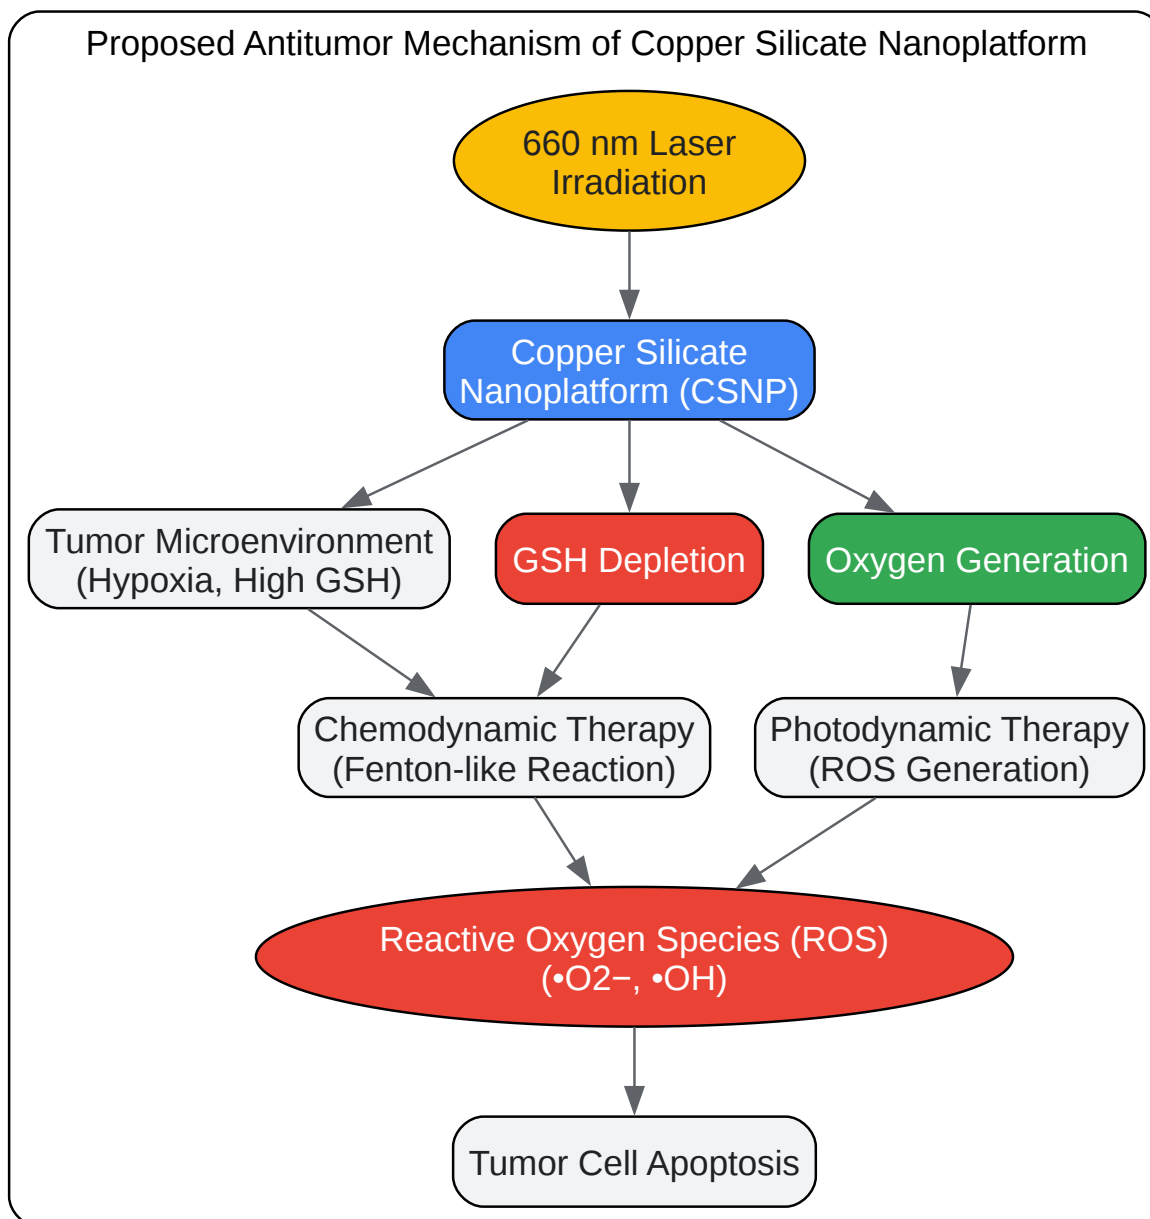 Proposed Antitumor Mechanism of Copper Silicate Nanoplatform
660 nm Laser
Irradiation
Copper Silicate
Nanoplatform (CSNP)
Tumor Microenvironment
(Hypoxia, High GSH)
GSH Depletion
Oxygen Generation
Chemodynamic Therapy
(Fenton-like Reaction)
Photodynamic Therapy
(ROS Generation)
Reactive Oxygen Species (ROS)
(•O2−, •OH)
Tumor Cell Apoptosis